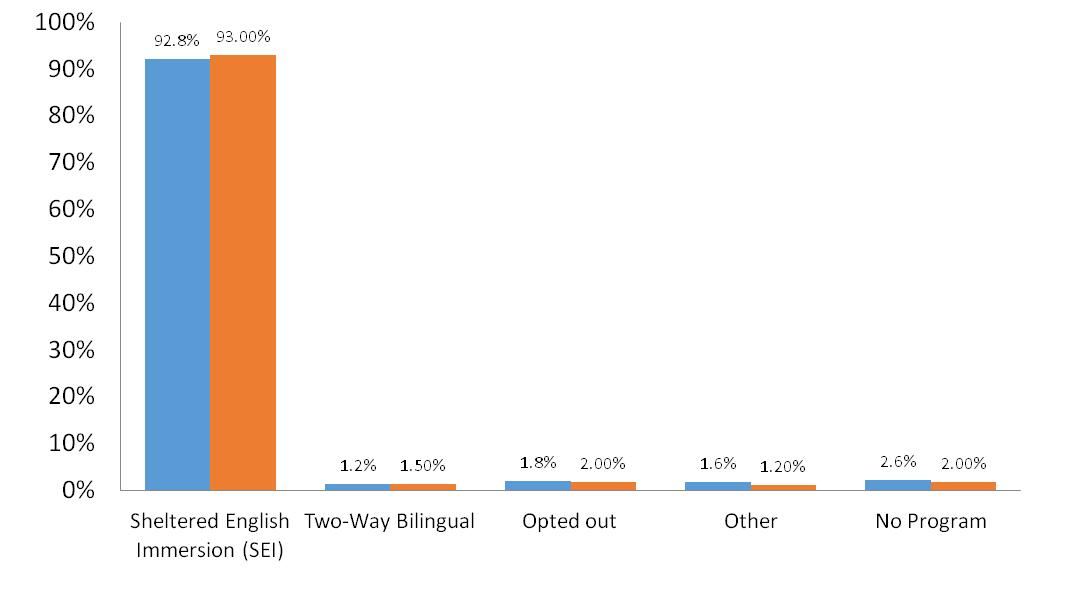 100%
90%
80%
70%
60%
50%
40%
30%
20%
10%
0%
92.8% 93.00%
1.2% 1.50%
1.8% 2.00%
1.6% 1.20%
2.6% 2.00%
Sheltered English
Immersion (SEI)
Two-Way Bilingual
Opted out
Other
No Program